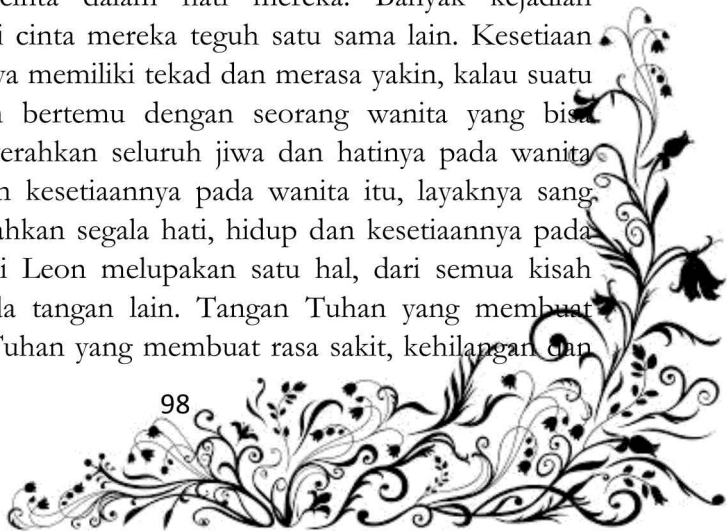 cinta dalam hati mereka. Banyak kejadian
i cinta mereka teguh satu sama lain. Kesetiaan
ya memiliki tekad dan merasa yakin, kalau suatu
bertemu dengan seorang wanita yang bisa
erahkan seluruh jiwa dan hatinya pada wanita
n kesetiaannya pada wanita itu, layaknya sang
ahkan segala hati, hidup dan kesetiaannya pada
i Leon melupakan satu hal, dari semua kisah
la tangan lain. Tangan Tuhan yang membuat
Tuhan yang membuat rasa sakit, kehilangan dan
98